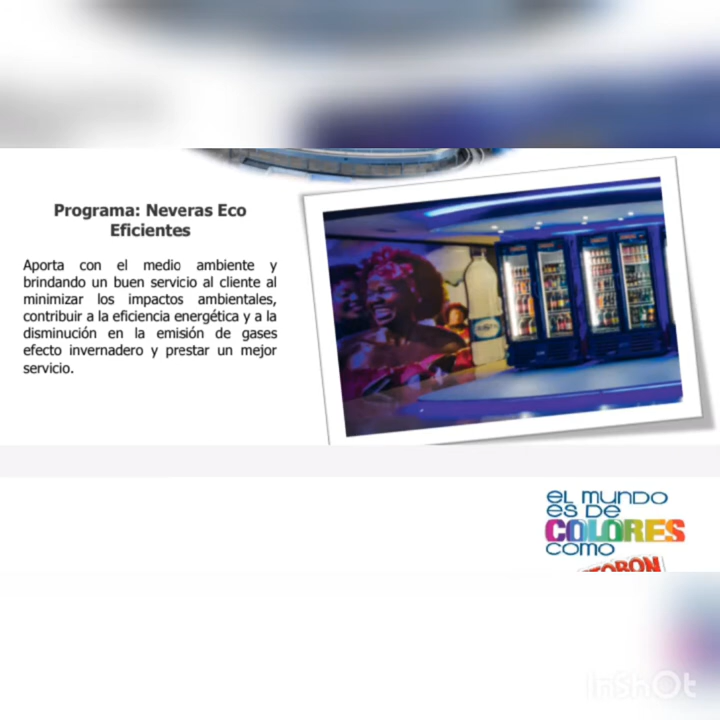 Programa: Neveras Eco
Eficientes
Aporta con el medio ambiente y
brindando un buen servicio al cliente al
minimizar los impactos ambientales,
contribuir a la eficiencia energética y a la
disminución en la emisión de gases
efecto invernadero y prestar un mejor
servicio.
eL mundo
es De
COLORES
como
InShOt